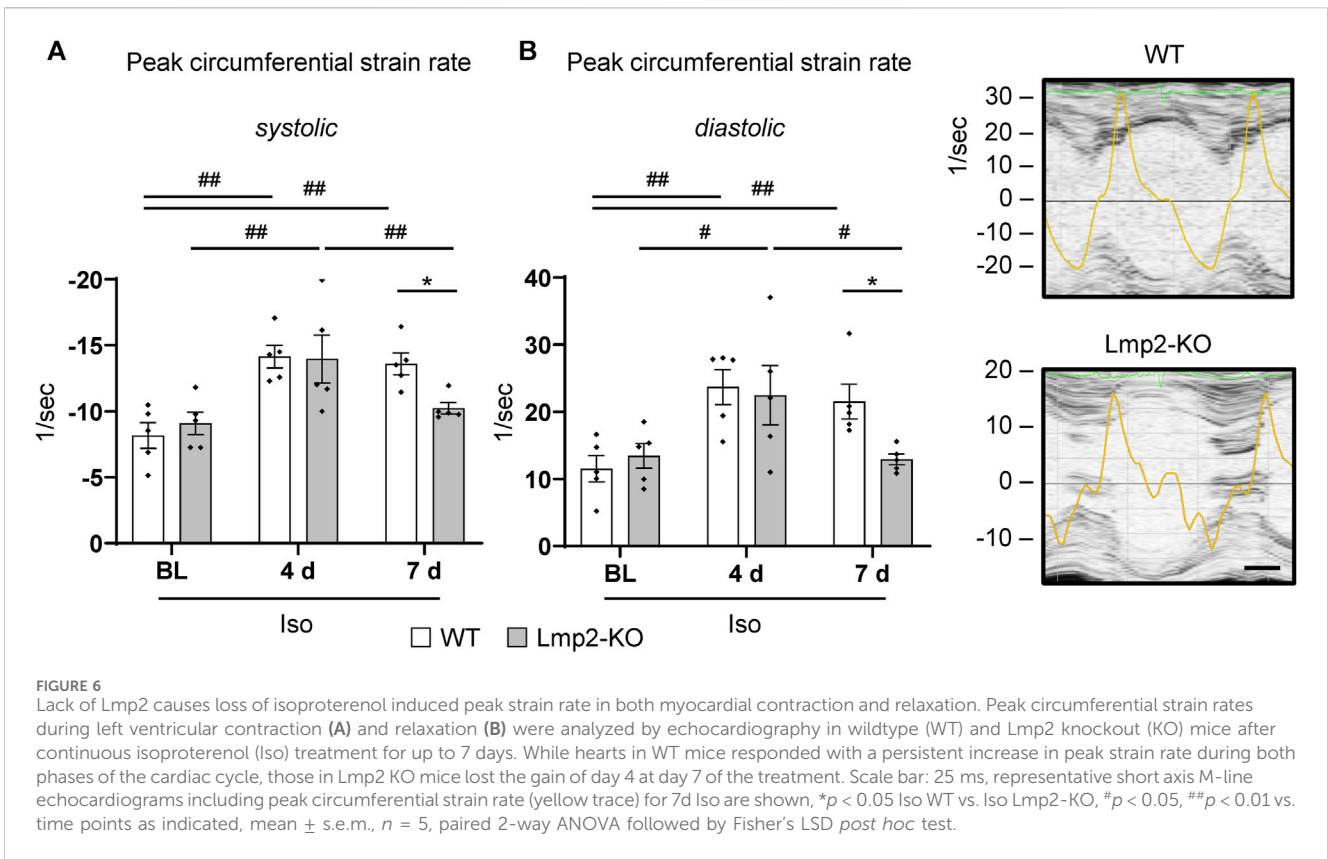 A
Peak circumferential strain rate
systolic
##
##
##
##
*
-20
-15
-10
-5
0
1/sec
BL
4 d
7 d
Iso
B
Peak circumferential strain rate
diastolic
##
##
#
#
*
40
30
20
10
0
1/sec
BL
4 d
7 d
Iso
WT
Lmp2-KO
WT
30
20
10
0
-10
-20
1/sec
Lmp2-KO
20
10
0
-10
FIGURE 6
Lack of Lmp2 causes loss of isoproterenol induced peak strain rate in both myocardial contraction and relaxation. Peak circumferential strain rates
during left ventricular contraction (A) and relaxation (B) were analyzed by echocardiography in wildtype (WT) and Lmp2 knockout (KO) mice after
continuous isoproterenol (Iso) treatment for up to 7 days. While hearts in WT mice responded with a persistent increase in peak strain rate during both
phases of the cardiac cycle, those in Lmp2 KO mice lost the gain of day 4 at day 7 of the treatment. Scale bar: 25 ms, representative short axis M-line
echocardiograms including peak circumferential strain rate (yellow trace) for 7d Iso are shown, *p < 0.05 Iso WT vs. Iso Lmp2-KO, #p < 0.05, ##p < 0.01 vs.
time points as indicated, mean ± s.e.m., n = 5, paired 2-way ANOVA followed by Fisher's LSD post hoc test.